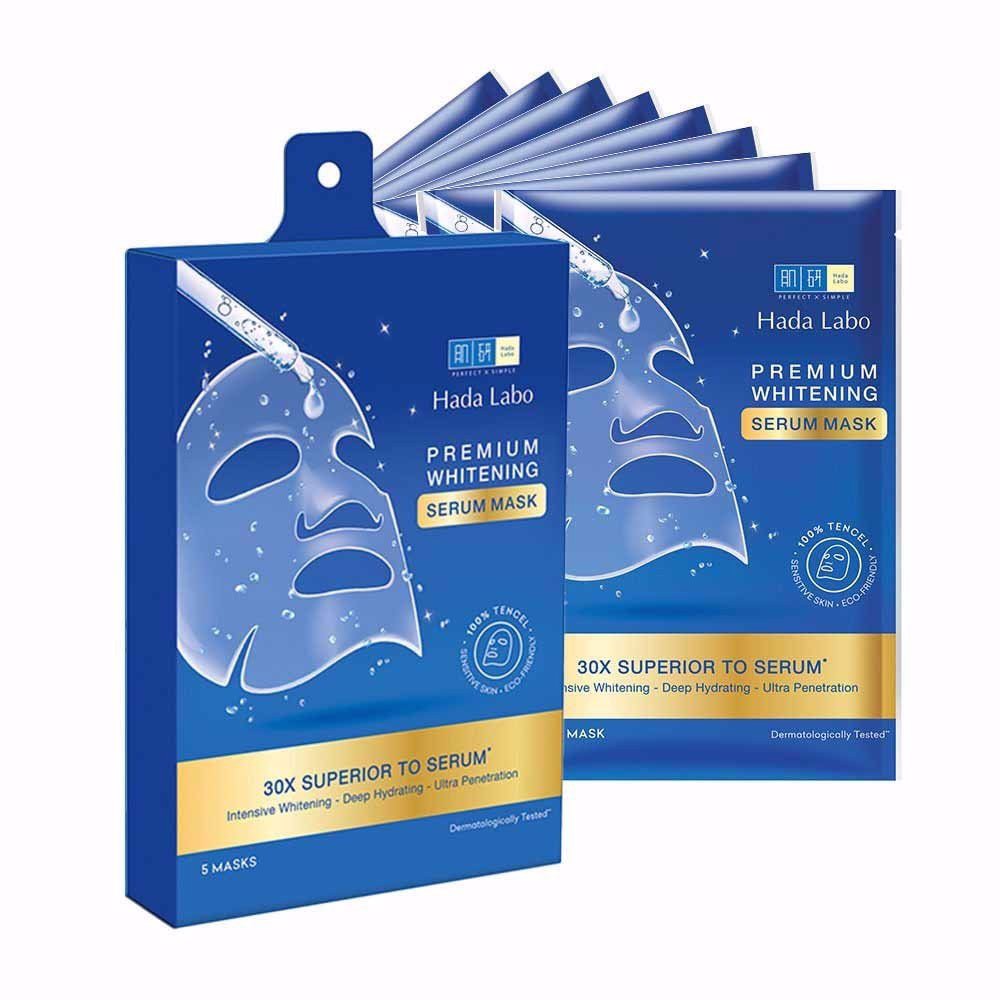 肌 研
Hada
Labo
PERFECT X SIMPLE
Hada Labo
PREMIUM
WHITENING
SERUM MASK
100% TENCEL
SENSITIVE SKIN • ECO-FRIENDLY
30X SUPERIOR TO SERUM*
Intensive Whitening - Deep Hydrating - Ultra Penetration
Dermatologically Tested**
5 MASKS
肌 研
Hada
Labo
PERFECT X SIMPLE
Hada Labo
PREMIUM
WHITENING
SERUM MASK
100% TENCEL
SENSITIVE SKIN • ECO-FRIENDLY
30X SUPERIOR TO SERUM*
nsive Whitening - Deep Hydrating - Ultra Penetration
MASK
Dermatologically Tested**